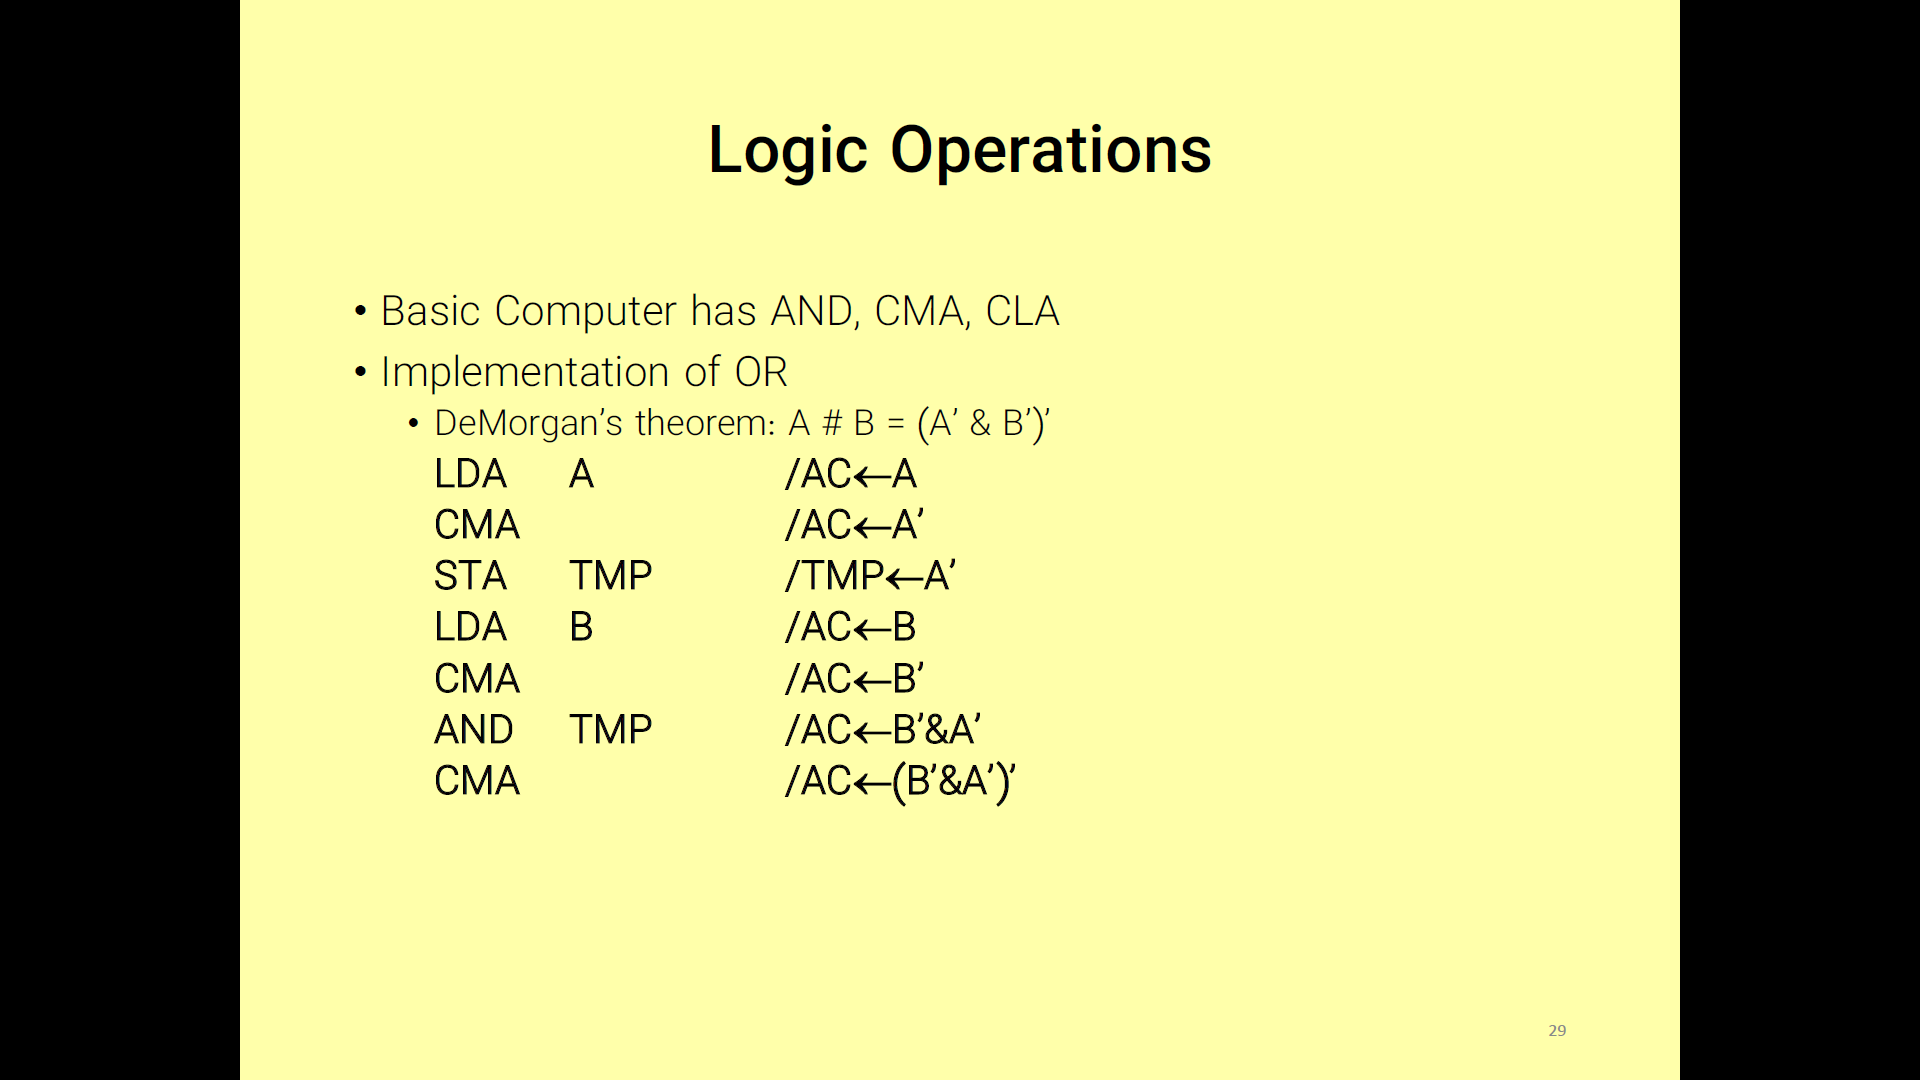 Logic Operations
• Basic Computer has AND, CMA, CLA
• Implementation of OR
• DeMorgan’s theorem: A # B = (A’ & B’)’
LDA A /AC←A
CMA /AC←A’
STA TMP /TMP←A’
LDA B /AC←B
CMA /AC←B’
AND TMP /AC←B’&A’
CMA /AC←(B’&A’)’
29